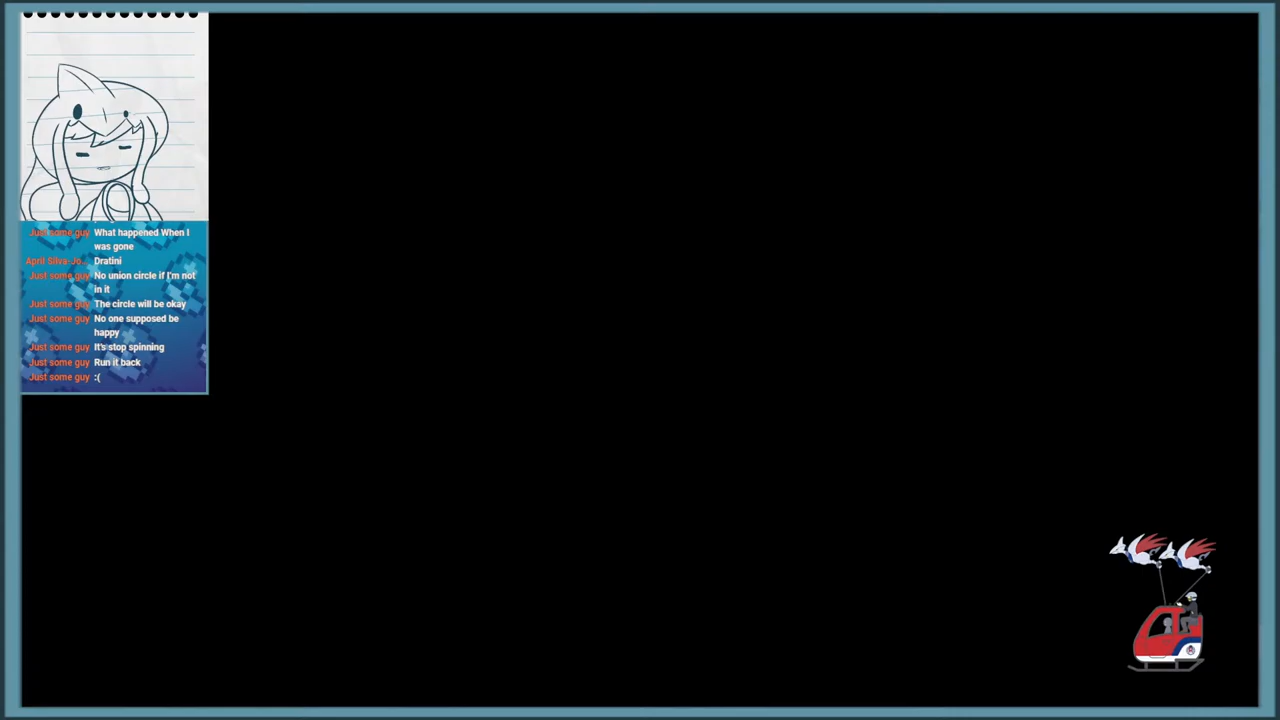 Just some guy What happened When I
was gone
April Silva-Jo... Dratini
Just some guy No union circle if I'm not
in it
Just some guy The circle will be okay
Just some guy No one supposed be
happy
Just some guy It's stop spinning
Just some guy Run it back
Just some guy :(